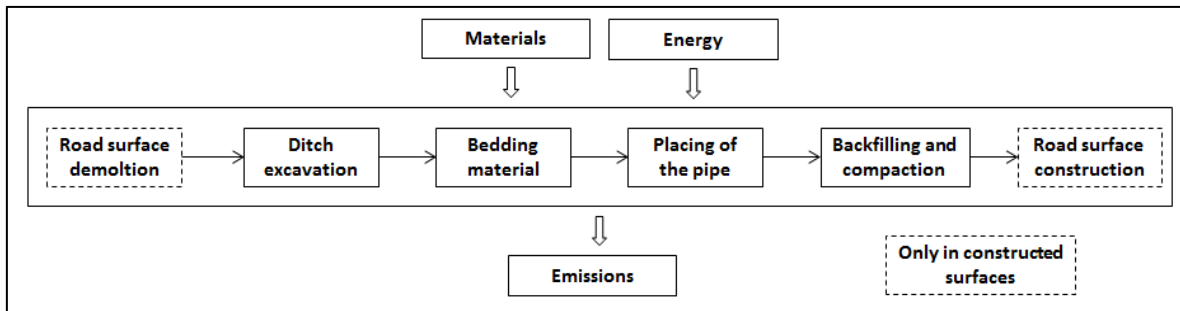 Materials
Energy
Road surface
demoltion
Ditch
excavation
Bedding
material
Placing of
the pipe
Backfilling and
compaction
Road surface
construction
Emissions
Only in constructed
surfaces